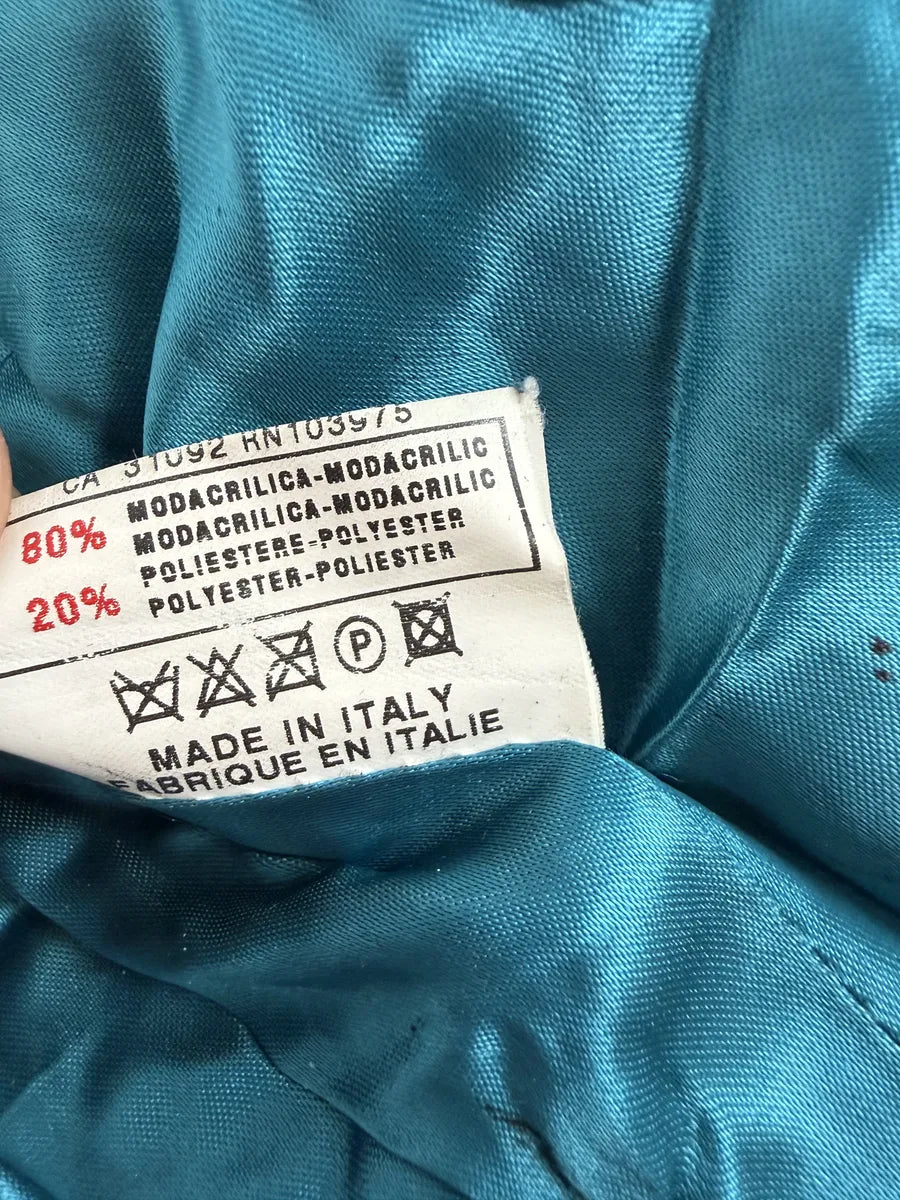 CA 31092 RN103975
80% MODACRILICA-MODACRILIC
MODACRILICA-MODACRILIC
POLIESTERE-POLYESTER
20% POLYESTER-POLIESTER
P
MADE IN ITALY
FABRIQUE EN ITALIE